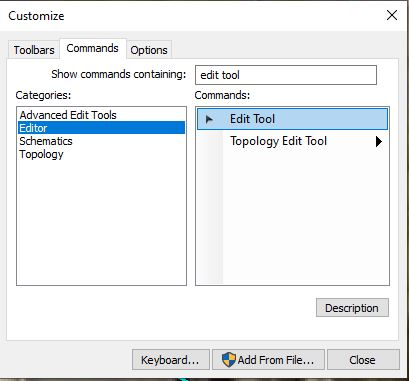 Customize
Toolbars Commands Options
Show commands containing: edit tool
Categories: Commands:
Advanced Edit Tools
Editor
Schematics
Topology
Edit Tool
Topology Edit Tool
Description
Keyboard... Add From File... Close